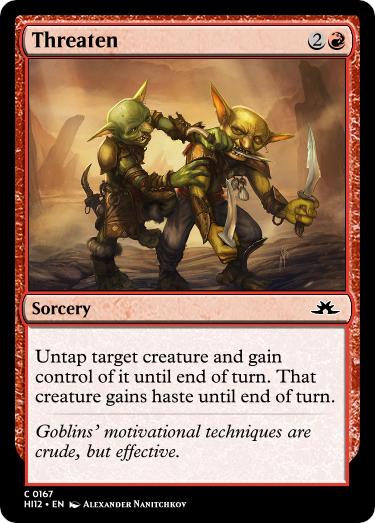 Threaten 2
Sorcery
Untap target creature and gain
control of it until end of turn. That
creature gains haste until end of turn.
Goblins' motivational techniques are
crude, but effective.
C 0167
HI12 • EN ALEXANDER NANITCHKOV